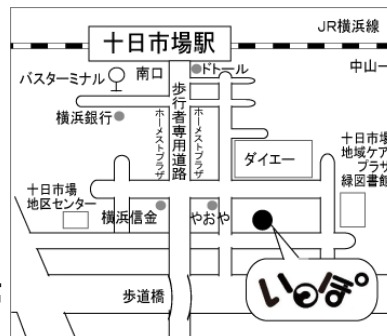 JR横浜線
十日市場駅
中山一
南口
ドトール
バスターミナル
歩行者専用道路
横浜銀行
ホーメストプラザ
ホーメストプラザ
ダイエー
十日市場
地域ケア
プラザ
緑図書館
十日市場
地区センター
横浜信金
やおや
歩道橋
いっぽ°